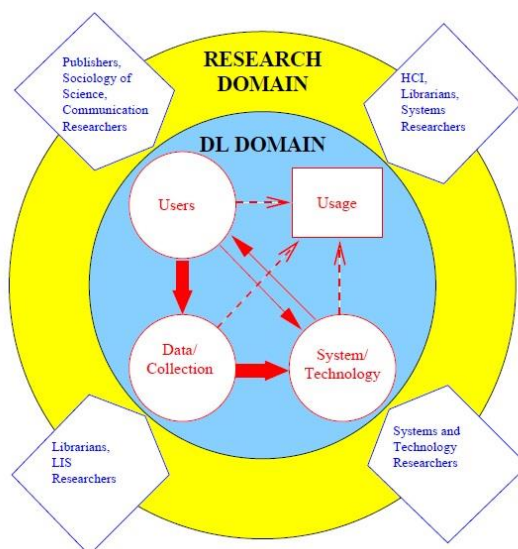 Publishers,
Sociology of
Science,
Communication
Researchers
RESEARCH
DOMAIN
HCI,
Librarians,
Systems
Researchers
DL DOMAIN
Users
Usage
Data/
Collection
System/
Technology
Librarians,
LIS
Researchers
Systems and
Technology
Researchers